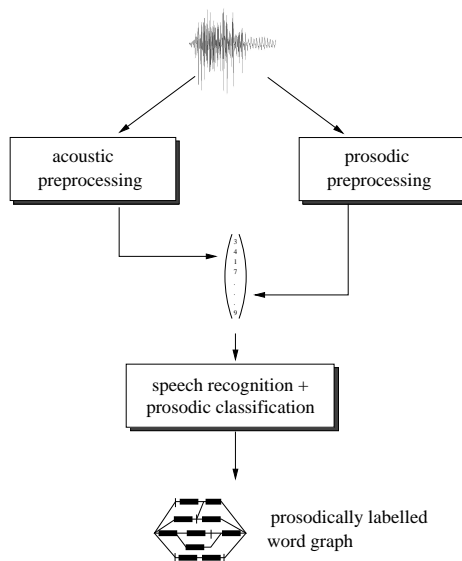 acoustic
preprocessing
prosodic
preprocessing
3
4
1
7
.
.
.
9
speech recognition +
prosodic classification
prosodically labelled
word graph